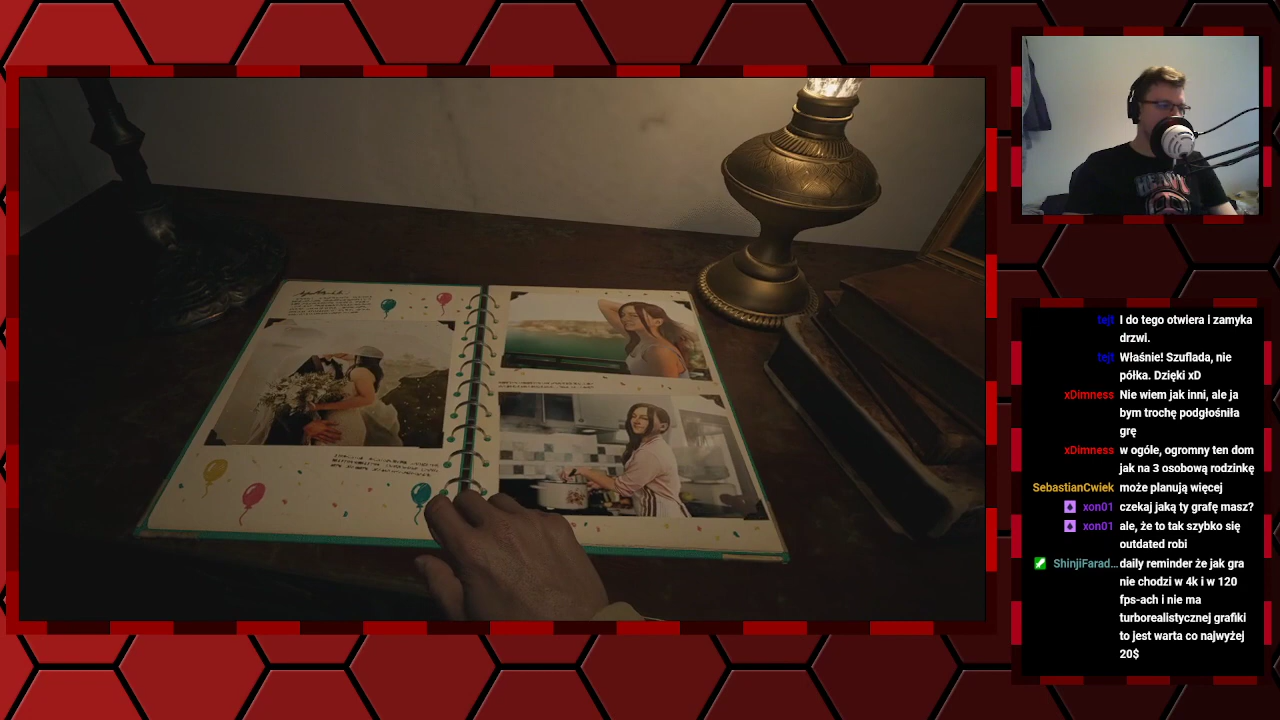 tejt I do tego otwiera i zamyka
drzwi.
tejt Właśnie! Szuflada, nie
półka. Dzięki xD
xDimness Nie wiem jak inni, ale ja
bym trochę podgłośniła
grę
xDimness w ogóle, ogromny ten dom
jak na 3 osobową rodzinkę
SebastianCwiek może planują więcej
xon01 czekaj jaką ty grafę masz?
xon01 ale, że to tak szybko się
outdated robi
ShinjiFarad... daily reminder że jak gra
nie chodzi w 4k i w 120
fps-ach i nie ma
turborealistycznej grafiki
to jest warta co najwyżej
20$